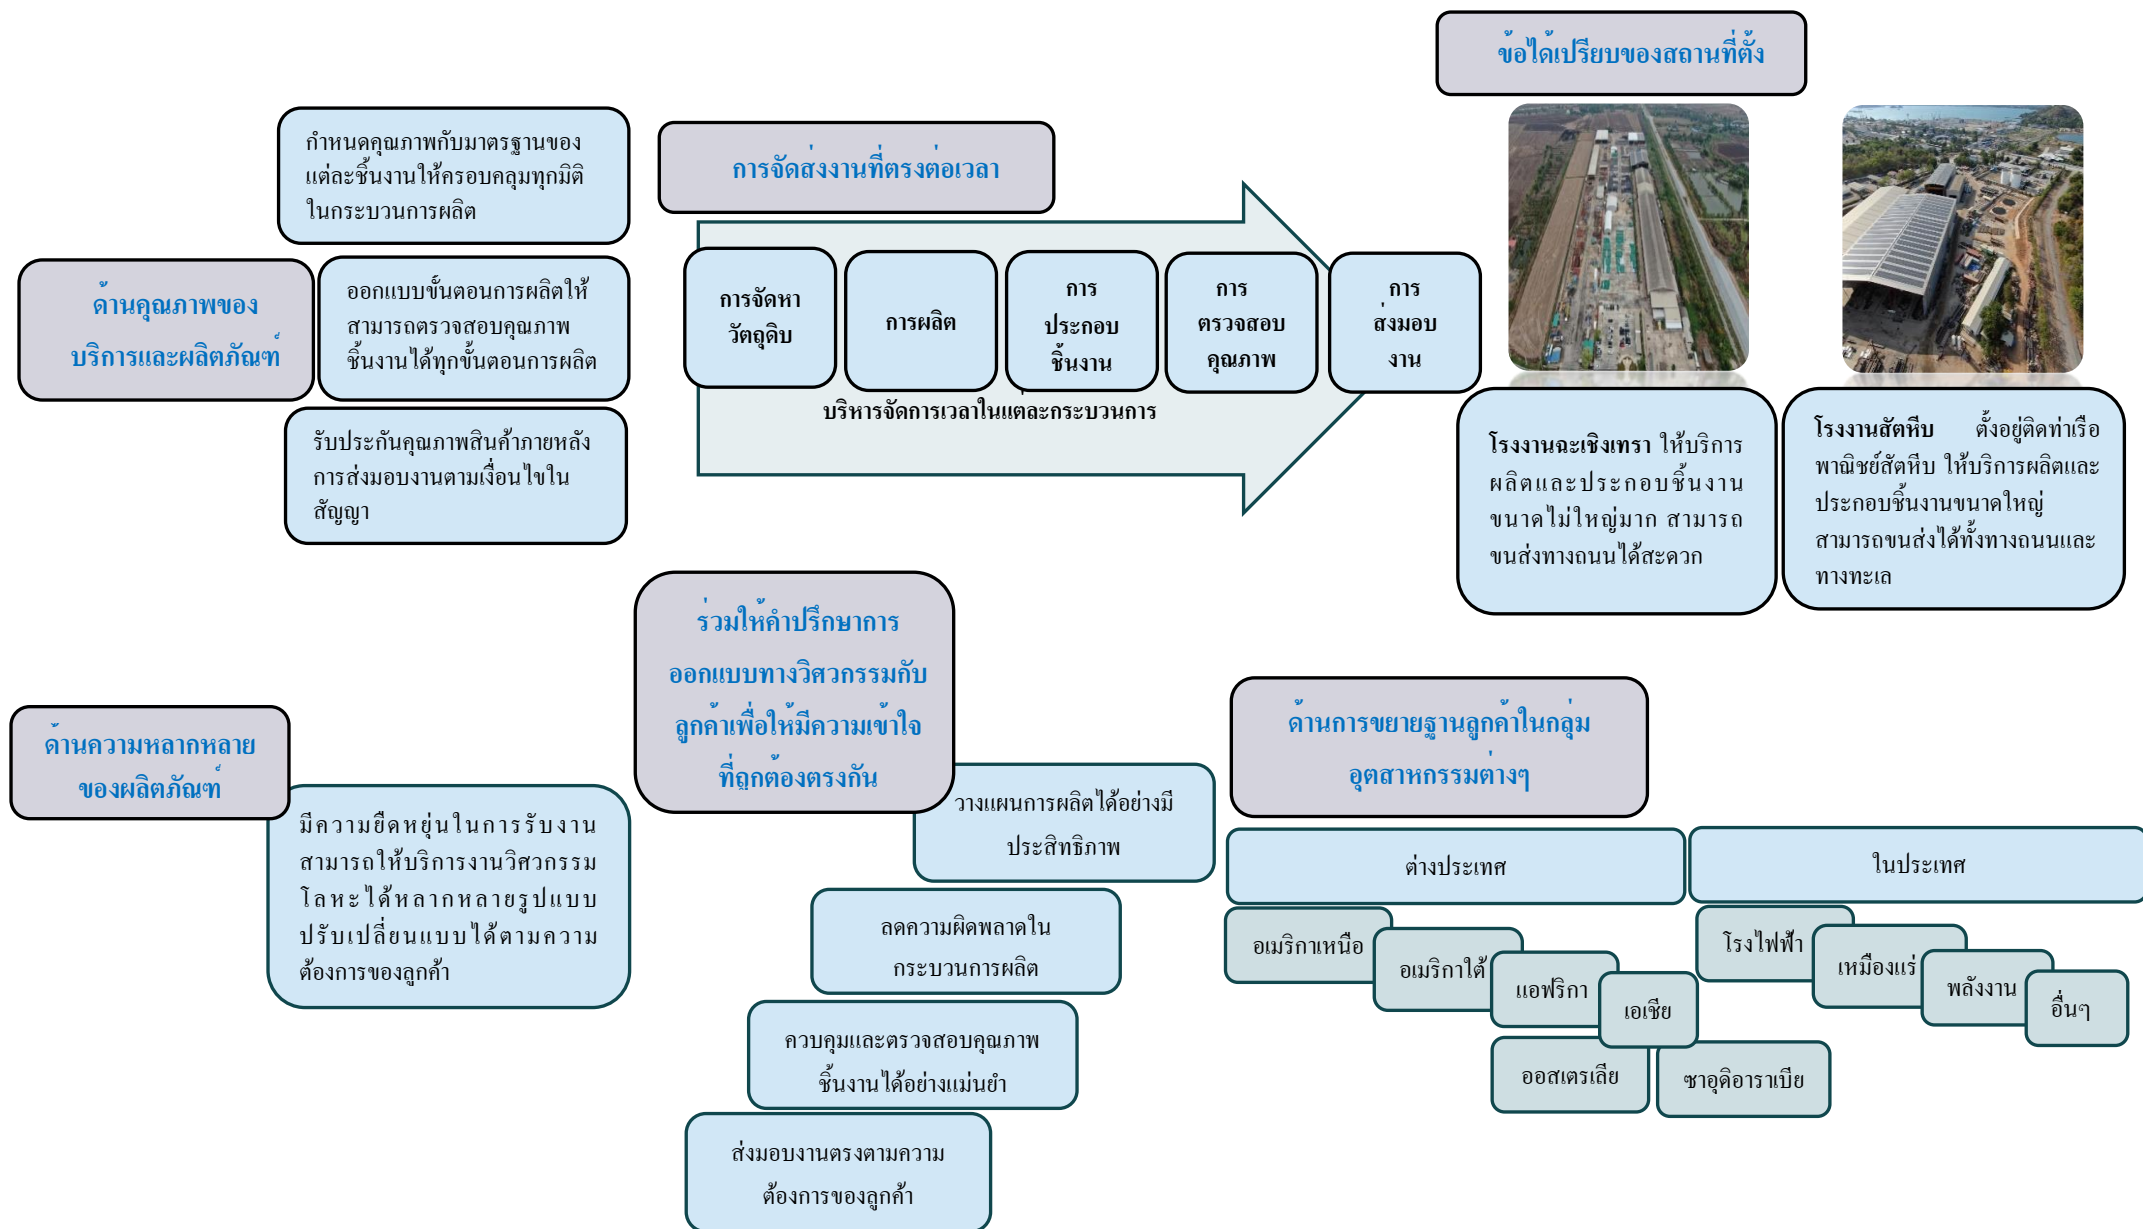 ข้อได้เปรียบของสถานที่ตั้ง
กำหนดคุณภาพกับมาตรฐานของ
แต่ละชิ้นงานให้ครอบคลุมทุกมิติ
ในกระบวนการผลิต
ด้านคุณภาพของ
บริการและผลิตภัณฑ์
ออกแบบขั้นตอนการผลิตให้
สามารถตรวจสอบคุณภาพ
ชิ้นงานได้ทุกขั้นตอนการผลิต
รับประกันคุณภาพสินค้าภายหลัง
การส่งมอบงานตามเงื่อนไขใน
สัญญา
การจัดส่งงานที่ตรงต่อเวลา
การจัดหา
วัตถุดิบ
การผลิต
การ
ประกอบ
ชิ้นงาน
การ
ตรวจสอบ
คุณภาพ
การ
ส่งมอบ
งาน
บริหารจัดการเวลาในแต่ละกระบวนการ
โรงงานฉะเชิงเทรา ให้บริการ
ผลิตและประกอบชิ้นงาน
ขนาดไม่ใหญ่มาก สามารถ
ขนส่งทางถนนได้สะดวก
โรงงานสัตหีบ ตั้งอยู่ติดท่าเรือ
พาณิชย์สัตหีบ ให้บริการผลิตและ
ประกอบชิ้นงานขนาดใหญ่
สามารถขนส่งได้ทั้งทางถนนและ
ทางทะเล
ด้านความหลากหลาย
ของผลิตภัณฑ์
มีความยืดหยุ่นในการรับงาน
สามารถให้บริการงานวิศวกรรม
โลหะได้หลากหลายรูปแบบ
ปรับเปลี่ยนแบบได้ตามความ
ต้องการของลูกค้า
ร่วมให้คำปรึกษาการ
ออกแบบทางวิศวกรรมกับ
ลูกค้าเพื่อให้มีความเข้าใจ
ที่ถูกต้องตรงกัน
วางแผนการผลิตได้อย่างมี
ประสิทธิภาพ
ลดความผิดพลาดใน
กระบวนการผลิต
ควบคุมและตรวจสอบคุณภาพ
ชิ้นงานได้อย่างแม่นยำ
ส่งมอบงานตรงตามความ
ต้องการของลูกค้า
ด้านการขยายฐานลูกค้าในกลุ่ม
อุตสาหกรรมต่างๆ
ต่างประเทศ
อเมริกาเหนือ
อเมริกาใต้
แอฟริกา
เอเชีย
ออสเตรเลีย
ซาอุดิอาราเบีย
ในประเทศ
โรงไฟฟ้า
เหมืองแร่
พลังงาน
อื่นๆ